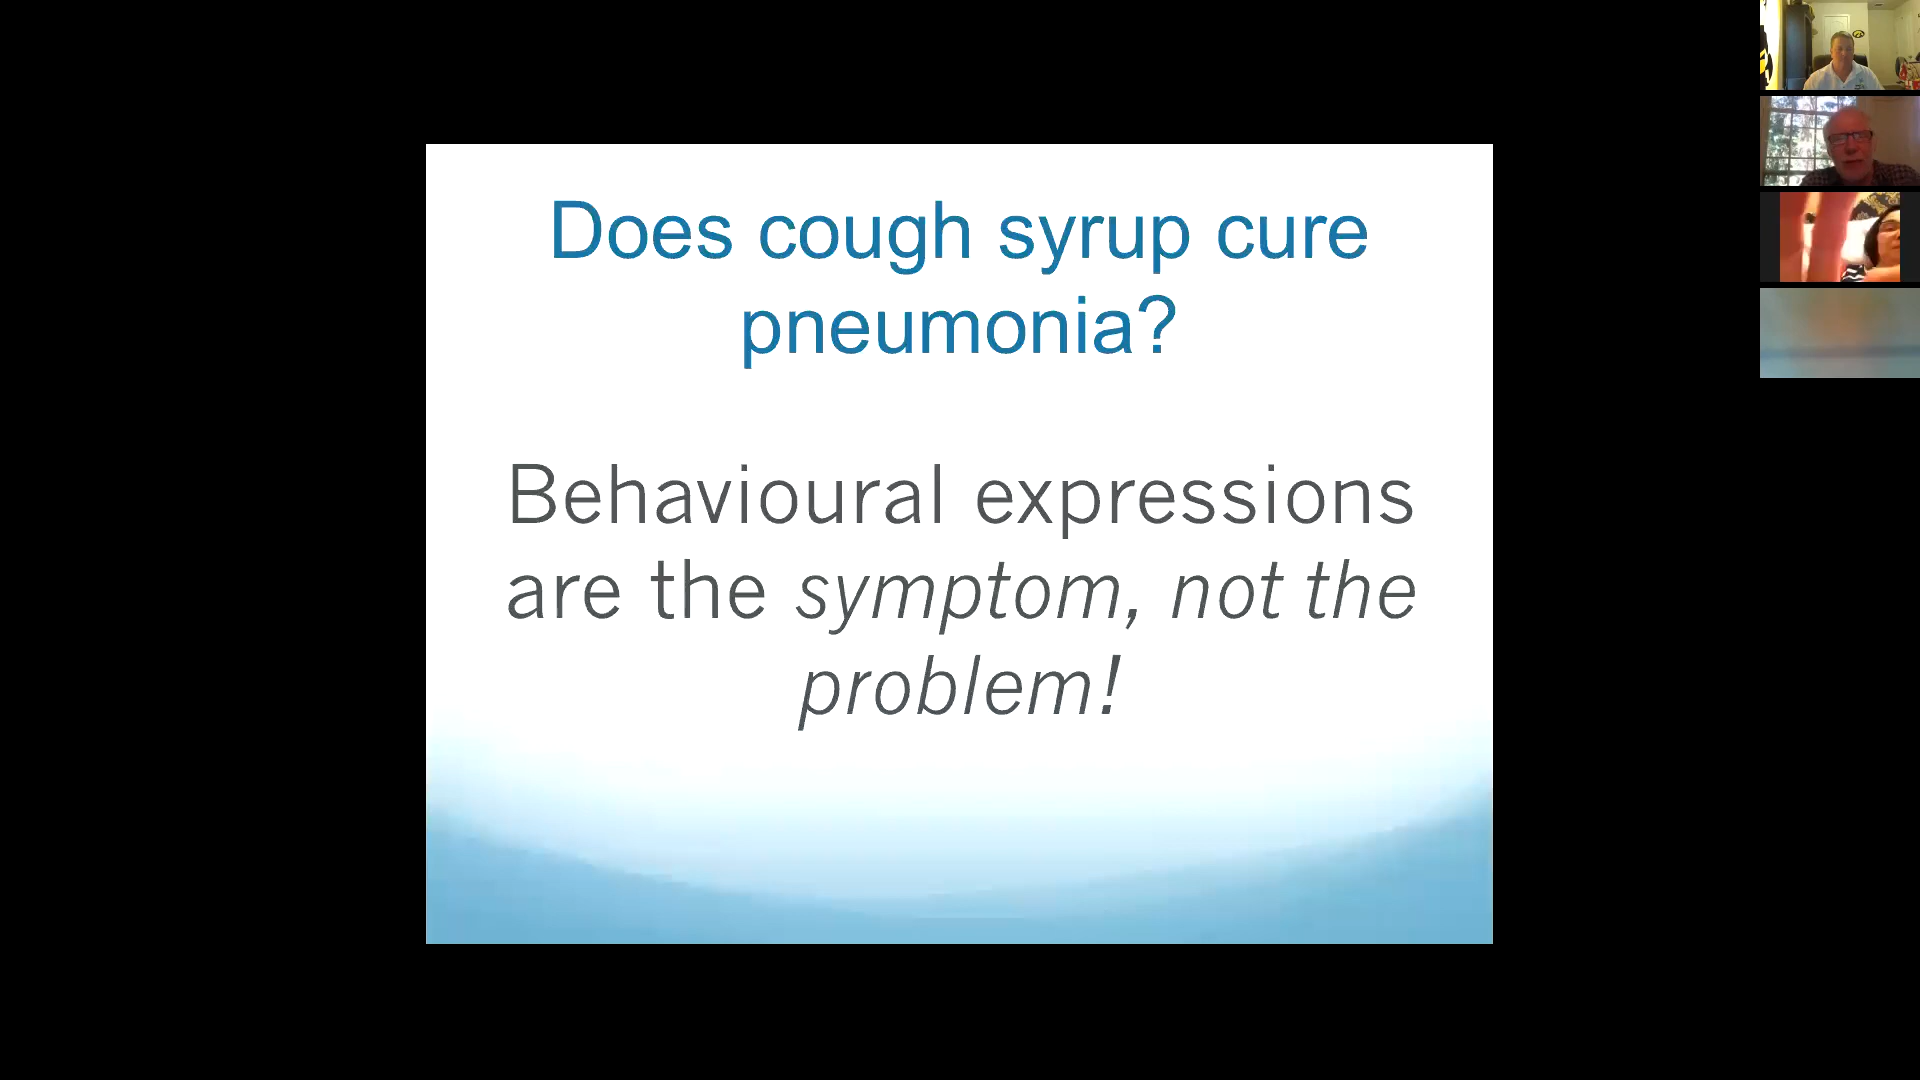 Does cough syrup cure
pneumonia?
Behavioural expressions
are the symptom, not the
problem!